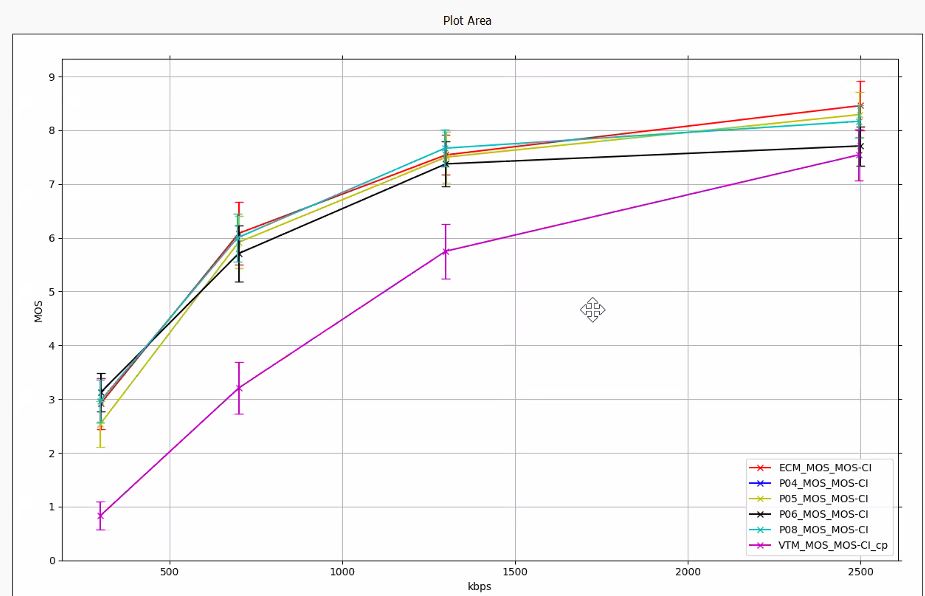 Plot Area
9
8
7
6
5
4
3
2
1
0
MOS
500
1000
1500
2000
2500
kbps
ECM_MOS_MOS-CI
P04_MOS_MOS-CI
P05_MOS_MOS-CI
P06_MOS_MOS-CI
P08_MOS_MOS-CI
VTM_MOS_MOS-CI_cp